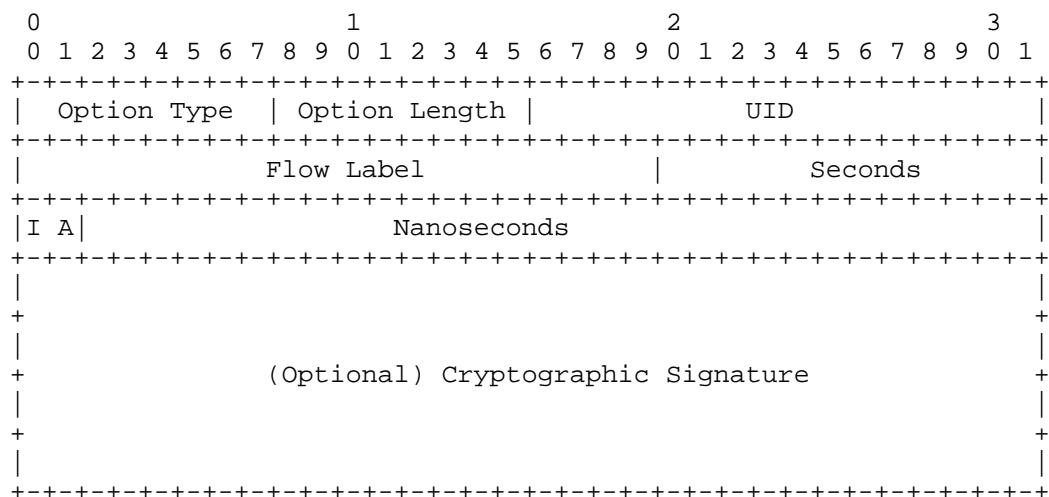 0                   1                   2                   3
 0 1 2 3 4 5 6 7 8 9 0 1 2 3 4 5 6 7 8 9 0 1 2 3 4 5 6 7 8 9 0 1
+-+-+-+-+-+-+-+-+-+-+-+-+-+-+-+-+-+-+-+-+-+-+-+-+-+-+-+-+-+-+-+-+
|  Option Type  | Option Length |             UID               |
+-+-+-+-+-+-+-+-+-+-+-+-+-+-+-+-+-+-+-+-+-+-+-+-+-+-+-+-+-+-+-+-+
|               Flow Label              |         Seconds       |
+-+-+-+-+-+-+-+-+-+-+-+-+-+-+-+-+-+-+-+-+-+-+-+-+-+-+-+-+-+-+-+-+
|I A|                   Nanoseconds                             |
+-+-+-+-+-+-+-+-+-+-+-+-+-+-+-+-+-+-+-+-+-+-+-+-+-+-+-+-+-+-+-+-+
|                                                               |
+                                                               +
|                                                               |
+               (Optional) Cryptographic Signature              +
|                                                               |
+                                                               +
|                                                               |
+-+-+-+-+-+-+-+-+-+-+-+-+-+-+-+-+-+-+-+-+-+-+-+-+-+-+-+-+-+-+-+-+